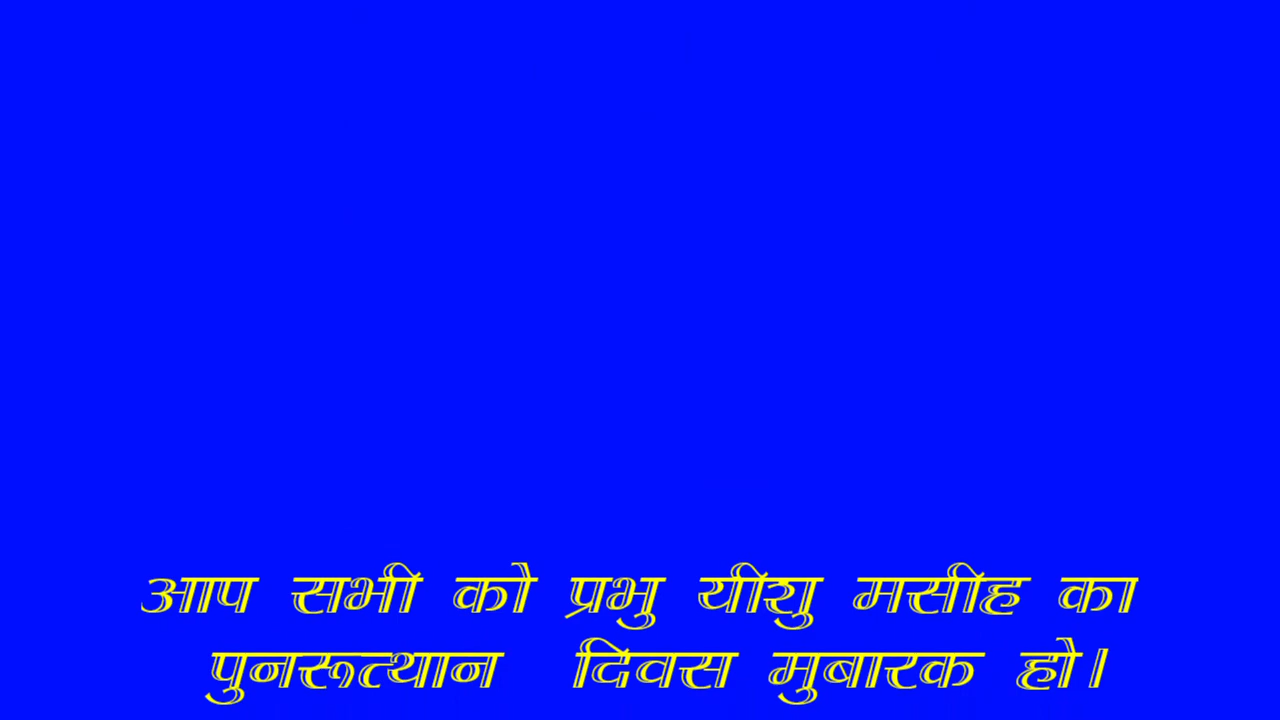 आप सभी को प्रभु यीशु मसीह का
पुनरूत्थान दिवस मुबारक हो।